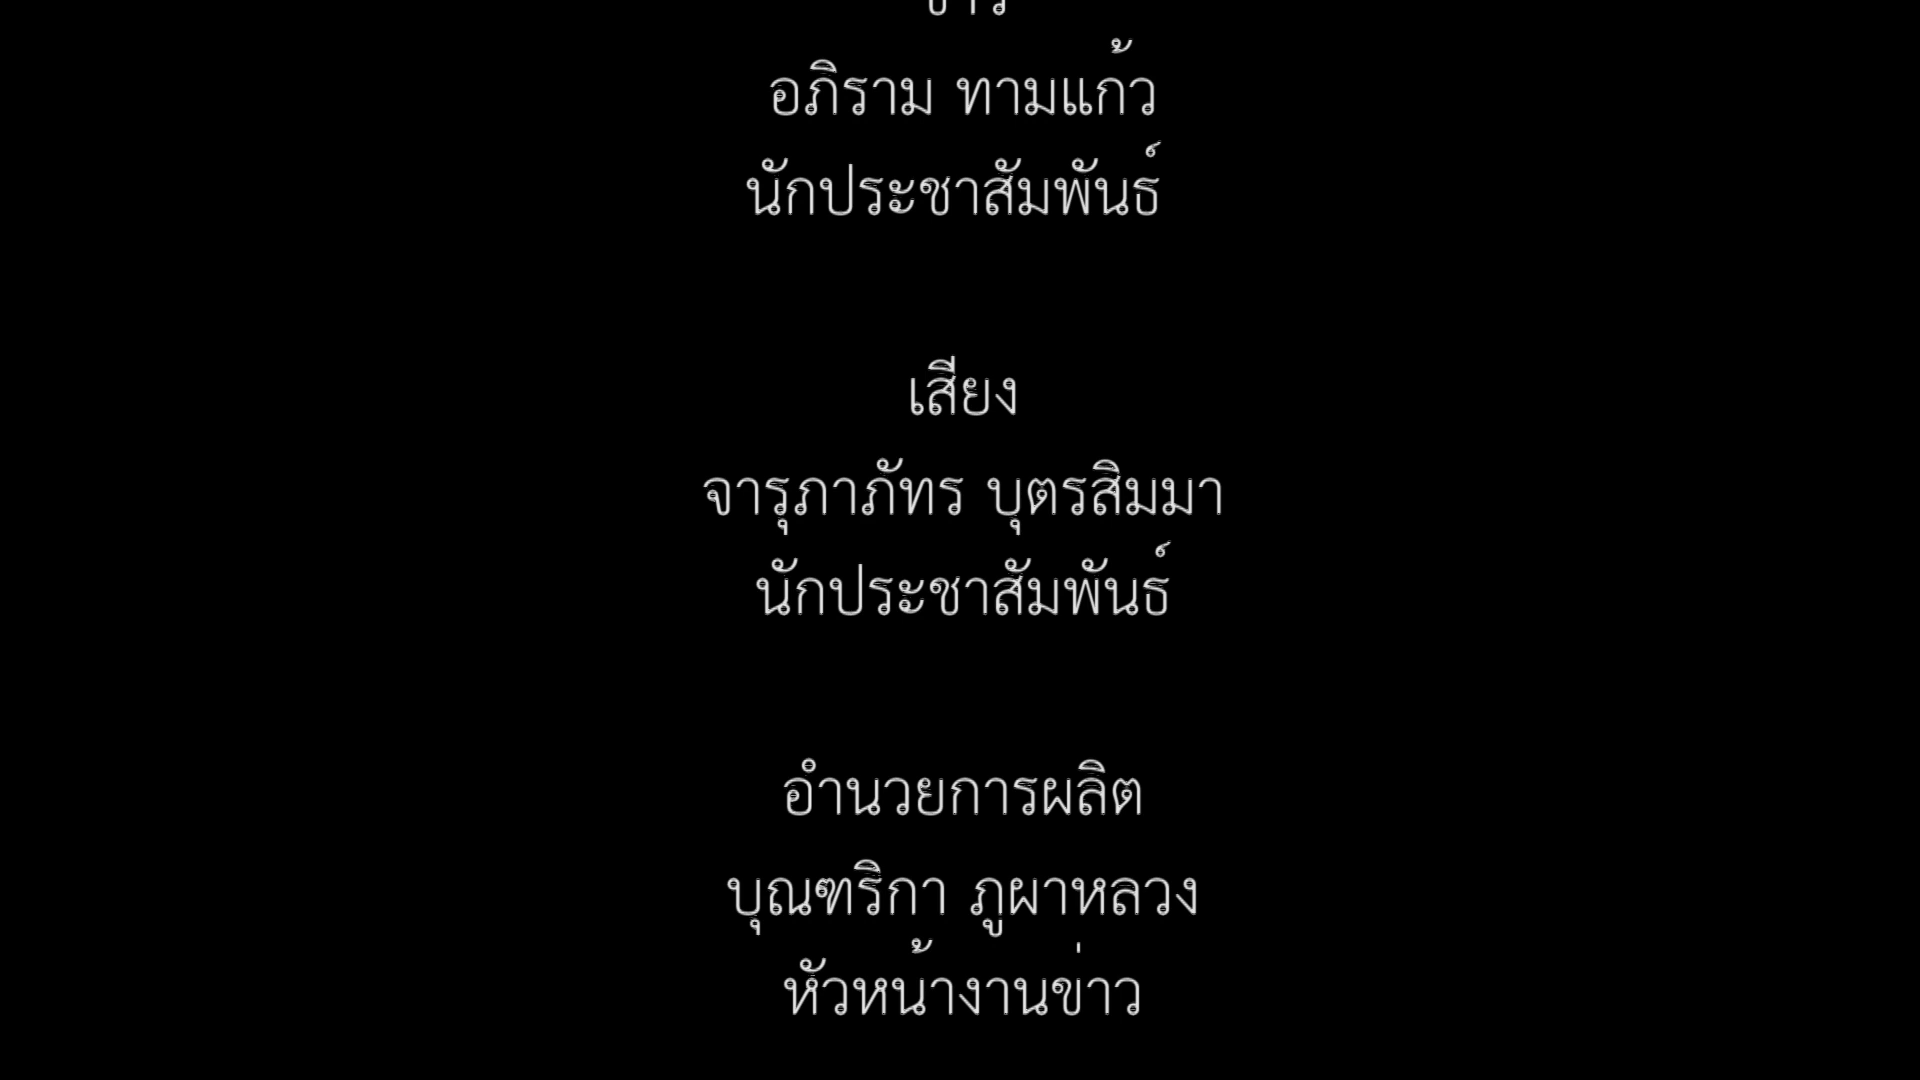 อภิราม ทามแก้ว
นักประชาสัมพันธ์
เสียง
จารุภาภัทร บุตรสิมมา
นักประชาสัมพันธ์
อำนวยการผลิต
บุณฑริกา ภูผาหลวง
หัวหน้างานข่าว